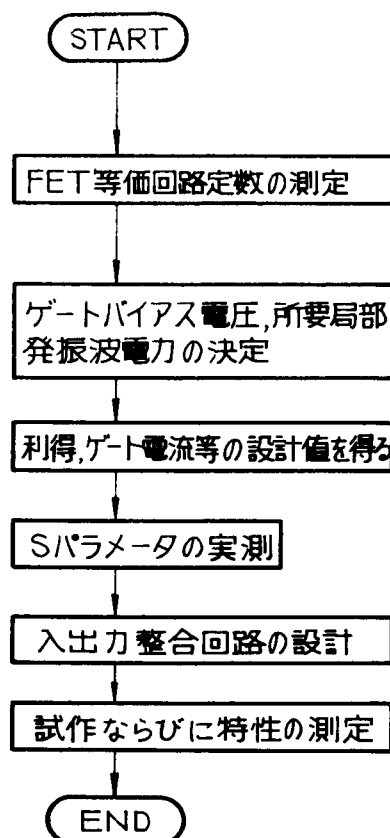 START
FET等価回路定数の測定
ゲートバイアス電圧,所要局部
発振波電力の決定
利得,ゲート電流等の設計値を得る
Sパラメータの実測
入出力整合回路の設計
試作ならびに特性の測定
END